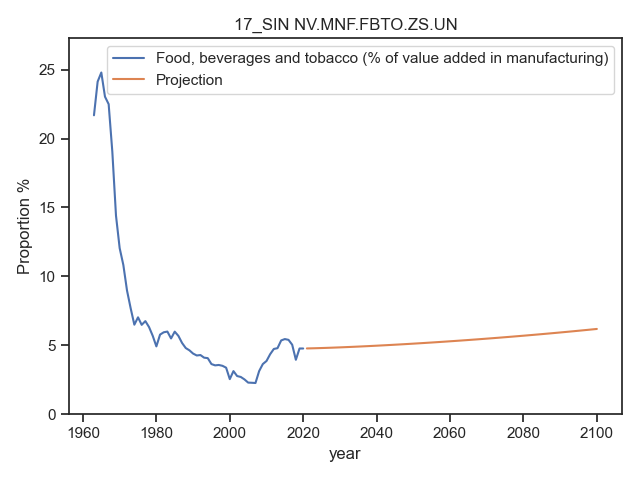 17_SIN NV.MNF.FBTO.ZS.UN
Food, beverages and tobacco (% of value added in manufacturing)
Projection
25
20
15
10
5
0
Proportion %
1960 1980 2000 2020 2040 2060 2080 2100
year